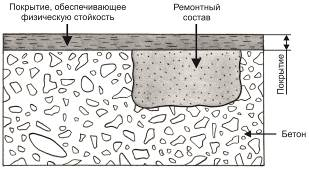 Покрытие, обеспечивающее
физическую стойкость
Ремонтный
состав
Покрытие
Бетон